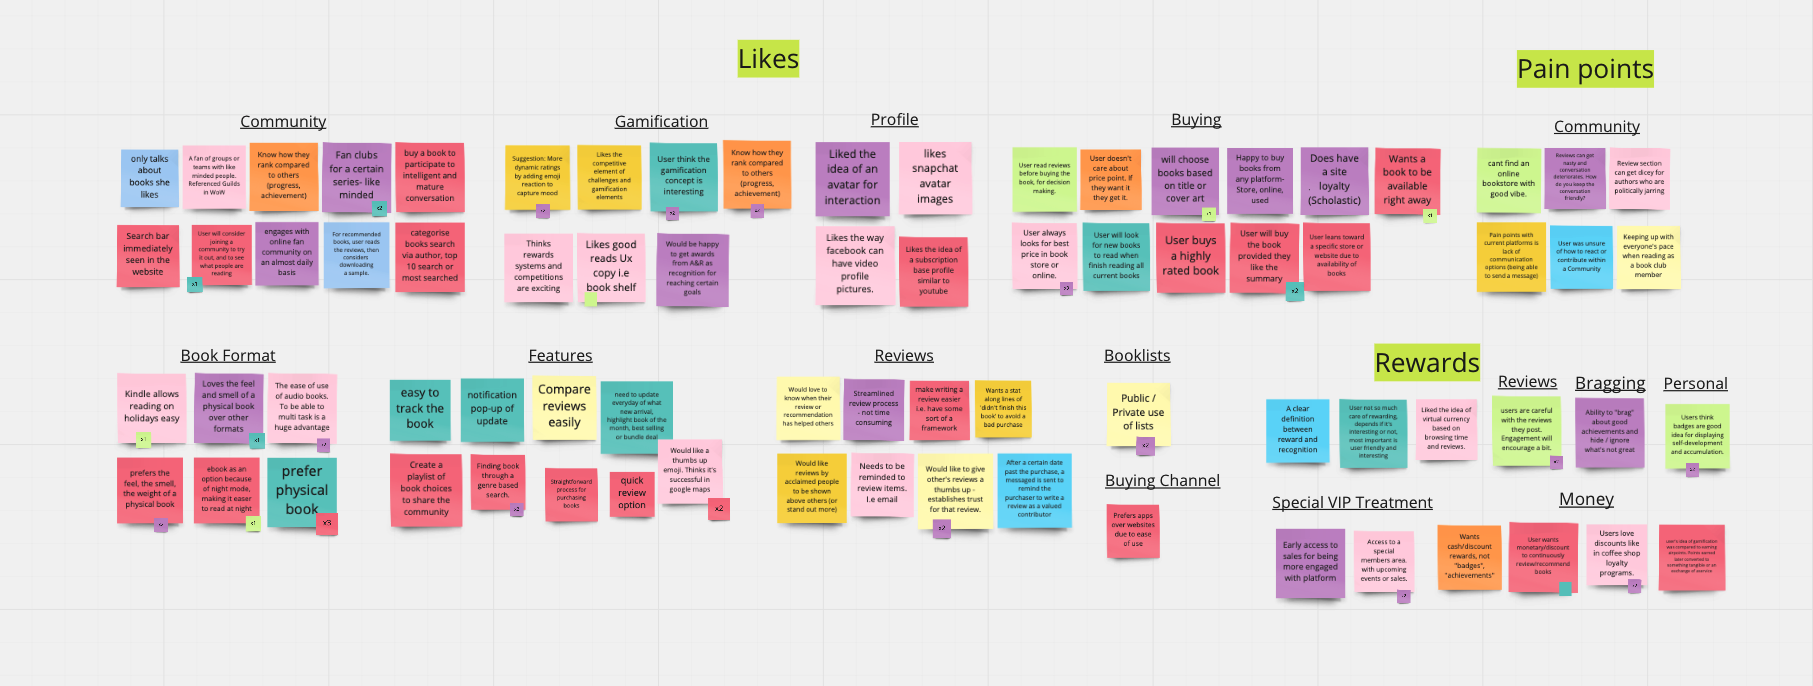 Likes
Pain points
Community
only talks
about
books she
likes
A fan of groups or
teams with like
minded people.
Referenced Guilds
in WoW
Know how they
rank compared
to others
(progress,
achievement)
Fan clubs
for a certain
series- like
minded
x2
buy a book to
participate to
intelligent and
mature
conversation
Search bar
immediately
seen in the
website
User will consider
joining a
community to try
it out, and to see
what people are
reading
x1
engages with
online fan
community on
an almost daily
basis
For recommended
books, user reads
the reviews, then
considers
downloading
a sample.
categorise
books search
via author, top
10 search or
most searched
Gamification
Suggestion: More
dynamic ratings
by adding emoji
reaction to
capture mood
Likes the
competitive
element of
challenges and
gamification
elements
User think the
gamification
concept is
interesting
Know how they
rank compared
to others
(progress,
achievement)
Thinks
rewards
systems and
competitions
are exciting
Likes good
reads Ux
copy i.e
book shelf
Would be happy
to get awards
from A&R as
recognition for
reaching certain
goals
Profile
Liked the
idea of an
avatar for
interaction
likes
snapchat
avatar
images
Likes the way
facebook can
have video
profile
pictures.
Likes the idea of
a subscription
base profile
similar to
youtube
Buying
User read reviews
before buying the
book, for decision
making.
User doesn't
care about
price point. If
they want it
they get it.
will choose
books based
on title or
cover art
Happy to buy
books from
any platform-
Store, online,
used
Does have
a site
loyalty
(Scholastic)
Wants a
book to be
available
right away
User always
looks for best
price in book
store or
online.
User will look
for new books
to read when
finish reading all
current books
User buys
a highly
rated book
User will buy
the book
provided they
like the
summary
x2
User leans toward
a specific store or
website due to
availability of
books
Community
cant find an
online
bookstore with
good vibe.
Reviews can get
nasty and
conversation
deteriorates. How
do you keep the
conversation
friendly?
Review section
can get dicey for
authors who are
politically jarring
Pain points with
current platforms is
lack of
communication
options (being able
to send a message)
User was unsure
of how to react or
contribute within
a Community
Keeping up with
everyone's pace
when reading as
a book club
member
Book Format
Kindle allows
reading on
holidays easy
Loves the feel
and smell of a
physical book
over other
formats
The ease of use
of audio books.
To be able to
multi task is a
huge advantage
prefers the
feel, the smell,
the weight of a
physical book
ebook as an
option because
of night mode,
making it easier
to read at night
prefer
physical
book
x3
Features
easy to
track the
book
notification
pop-up of
update
Compare
reviews
easily
need to update
everyday of what
new arrival,
highlight book of the
month, best selling
or bundle deal
Create a
playlist of
book choices
to share the
community
Finding book
through a
genre based
search.
Straightforward
process for
purchasing
books
quick
review
option
Would like a
thumbs up
emoji. Thinks it's
successful in
google maps
x2
Reviews
Would love to
know when their
review or
recommendation
has helped others
Streamlined
review process
- not time
consuming
make writing a
review easier
i.e. have some
sort of a
framework
Wants a stat
along lines of
'didn't finish this
book' to avoid a
bad purchase
Would like
reviews by
acclaimed people
to be shown
above others (or
stand out more)
Needs to be
reminded to
review items.
I.e email
Would like to give
other's reviews a
thumbs up -
establishes trust
for that review.
x2
After a certain date
past the purchase, a
messaged is sent to
remind the
purchaser to write a
review as a valued
contributor
Booklists
Public /
Private use
of lists
x2
Buying Channel
Prefers apps
over websites
due to ease
of use
Rewards
A clear
definition
between
reward and
recognition
User not so much
care of rewarding,
depends if it's
interesting or not,
most important is
user friendly and
interesting
Liked the idea of
virtual currency
based on
browsing time
and reviews.
Reviews
users are careful
with the reviews
they post.
Engagement will
encourage a bit.
Bragging
Ability to "brag"
about good
achievements and
hide / ignore
what's not great
Personal
Users think
badges are good
idea for displaying
self-development
and accumulation.
Special VIP Treatment
Early access to
sales for being
more engaged
with platform
Access to a
special
members area.
with upcoming
events or sales.
Money
Wants
cash/discount
rewards, not
"badges",
"achievements"
User wants
monetary/discount
to continuously
review/recommend
books
Users love
discounts like
in coffee shop
loyalty
programs.
user's idea of gamification
was compared to earning
airpoints. Points earned
later converted to
something tangible or an
exchange of service